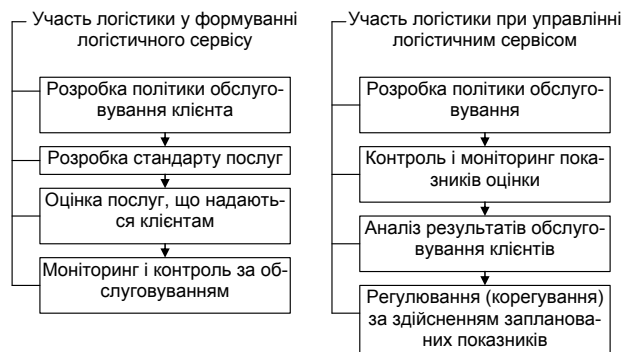 Участь логістики у формуванні
логістичного сервісу
Розробка політики обслуго-
вування клієнта
Розробка стандарту послуг
Оцінка послуг, що надають-
ся клієнтам
Моніторинг і контроль за об-
слуговуванням
Участь логістики при управлінні
логістичним сервісом
Розробка політики обслуго-
вування
Контроль і моніторинг пока-
зників оцінки
Аналіз результатів обслуго-
вування клієнтів
Регулювання (корегування)
за здійсненням запланова-
них показників